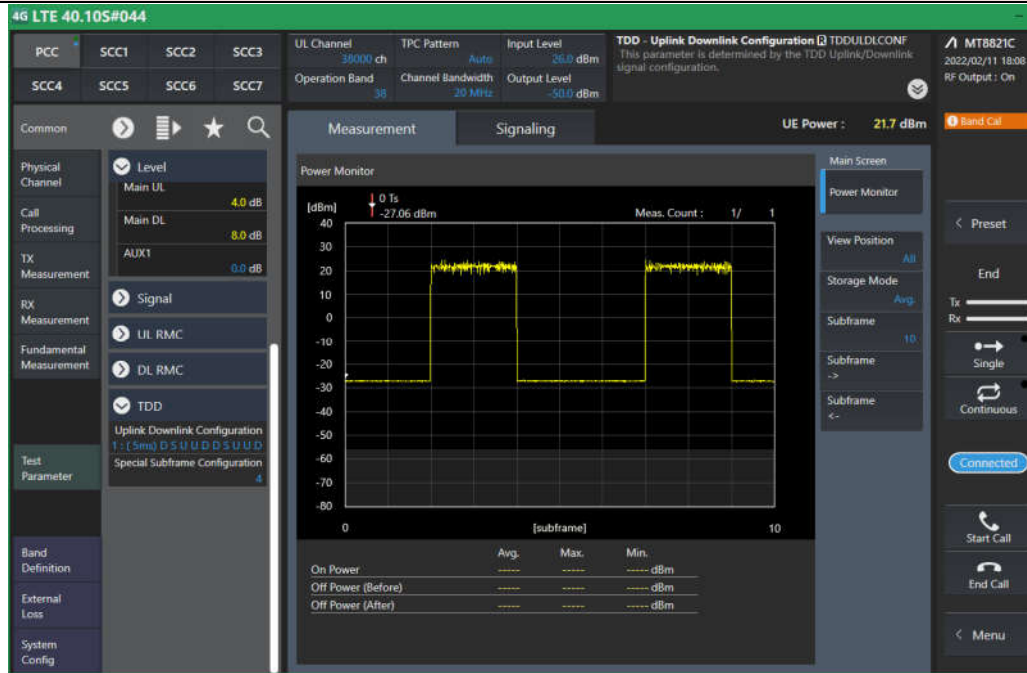 4G LTE 40.10S#044
PCC SCC1 SCC2 SCC3
SCC4 SCC5 SCC6 SCC7
UL Channel
38000 ch
TPC Pattern
Auto
Input Level
26.0 dBm
Operation Band
38
Channel Bandwidth
20 MHz
Output Level
-50.0 dBm
TDD - Uplink Downlink Configuration R TDDULDLCONF
This parameter is determined by the TDD Uplink/Downlink
signal configuration.
MT8821C
2022/02/11 18:08
RF Output : On
Common
Physical
Channel
Call
Processing
TX
Measurement
RX
Measurement
Fundamental
Measurement
Test
Parameter
Band
Definition
External
Loss
System
Config
Level
Main UL
4.0 dB
Main DL
8.0 dB
AUX1
0.0 dB
Signal
UL RMC
DL RMC
TDD
Uplink Downlink Configuration
1 : ( 5ms) D S U U D D S U U D
Special Subframe Configuration
4
Measurement Signaling
UE Power : 21.7 dBm
Power Monitor
0 Ts
[dBm] -27.06 dBm Meas. Count : 1/ 1
40
30
20
10
0
-10
-20
-30
-40
-50
-60
-70
-80
0 [subframe] 10
Avg. Max. Min.
On Power ----- ----- ----- dBm
Off Power (Before) ----- ----- ----- dBm
Off Power (After) ----- ----- ----- dBm
Main Screen
Power Monitor
View Position
All
Storage Mode
Avg.
Subframe
10
Subframe
->
Subframe
<-
Band Cal
< Preset
End
Tx
Rx
Single
Continuous
Connected
Start Call
End Call
< Menu